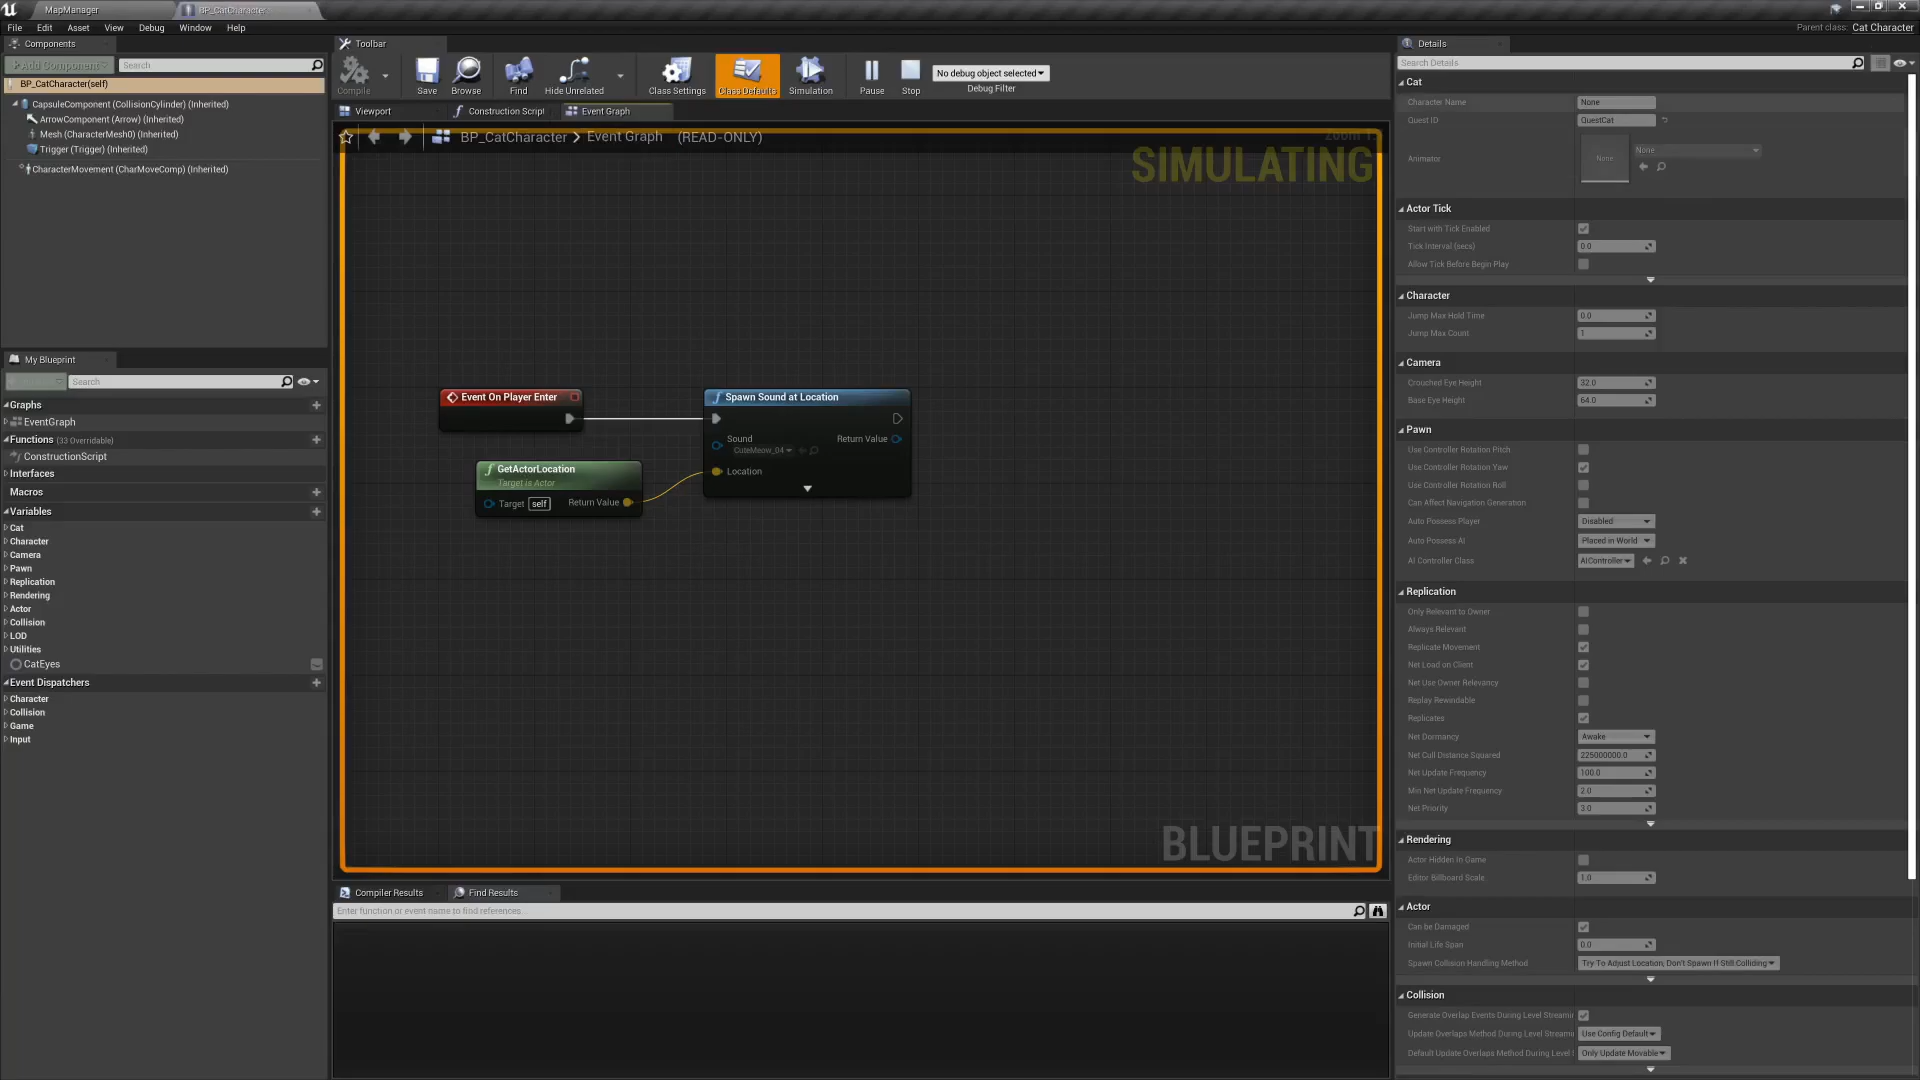 MapManager
BP_CatCharacter
File Edit Asset View Debug Window Help
Parent class: Cat Character
Components
+Add Component
Search
BP_CatCharacter(self)
CapsuleComponent (CollisionCylinder) (Inherited)
ArrowComponent (Arrow) (Inherited)
Mesh (CharacterMesh0) (Inherited)
Trigger (Trigger) (Inherited)
CharacterMovement (CharMoveComp) (Inherited)
My Blueprint
Search
Graphs
EventGraph
Functions (33 Overridable)
ConstructionScript
Interfaces
Macros
Variables
Cat
Character
Camera
Pawn
Replication
Rendering
Actor
Collision
LOD
Utilities
CatEyes
Event Dispatchers
Character
Collision
Game
Input
Toolbar
Compile
Save
Browse
Find
Hide Unrelated
Class Settings
Class Defaults
Simulation
Pause
Stop
No debug object selected
Debug Filter
Viewport
Construction Script
Event Graph
BP_CatCharacter > Event Graph (READ-ONLY)
SIMULATING
Event On Player Enter
GetActorLocation
Target is Actor
Target self
Return Value
Spawn Sound at Location
Sound
CuteMeow_04
Return Value
Location
BLUEPRINT
Compiler Results
Find Results
Enter function or event name to find references...
Details
Search Details
Cat
Character Name None
Quest ID QuestCat
Animator None None
Actor Tick
Start with Tick Enabled
Tick Interval (secs) 0.0
Allow Tick Before Begin Play
Character
Jump Max Hold Time 0.0
Jump Max Count 1
Camera
Crouched Eye Height 32.0
Base Eye Height 64.0
Pawn
Use Controller Rotation Pitch
Use Controller Rotation Yaw
Use Controller Rotation Roll
Can Affect Navigation Generation
Auto Possess Player Disabled
Auto Possess AI Placed in World
AI Controller Class AIController
Replication
Only Relevant to Owner
Always Relevant
Replicate Movement
Net Load on Client
Net Use Owner Relevancy
Replay Rewindable
Replicates
Net Dormancy Awake
Net Cull Distance Squared 225000000.0
Net Update Frequency 100.0
Min Net Update Frequency 2.0
Net Priority 3.0
Rendering
Actor Hidden In Game
Editor Billboard Scale 1.0
Actor
Can be Damaged
Initial Life Span 0.0
Spawn Collision Handling Method Try To Adjust Location, Don't Spawn If Still Colliding
Collision
Generate Overlap Events During Level Streami
Update Overlaps Method During Level Streami Use Config Default
Default Update Overlaps Method During Level Only Update Movable